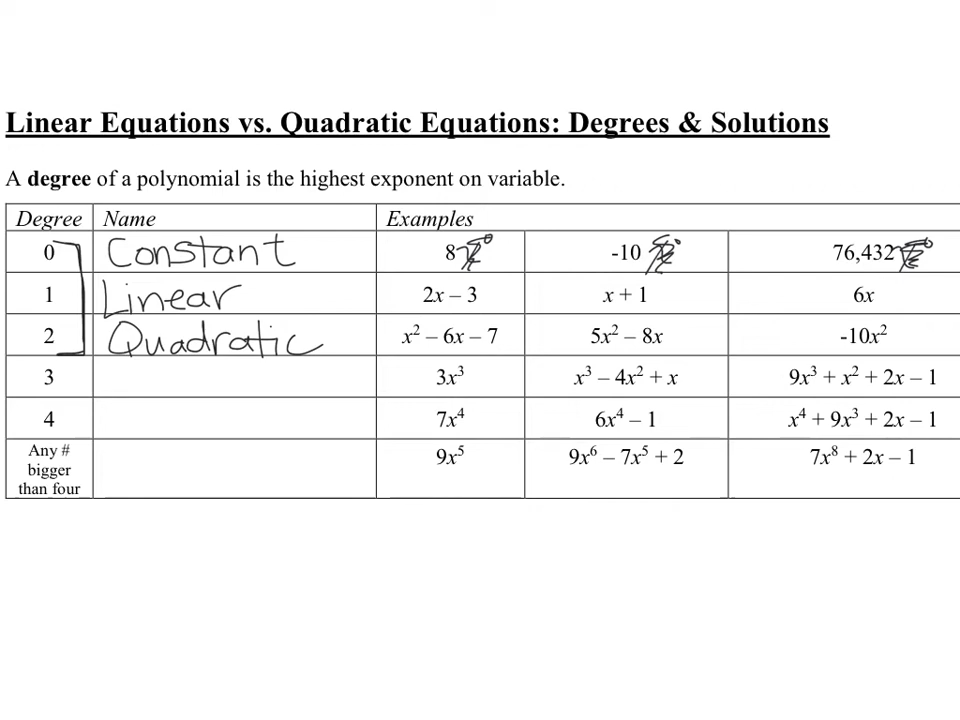 Linear Equations vs. Quadratic Equations: Degrees & Solutions
A degree of a polynomial is the highest exponent on variable.
Degree Name Examples
0 Constant 8 -10 76,432
1 Linear 2x – 3 x + 1 6x
2 Quadratic x² – 6x – 7 5x² – 8x -10x²
3 3x³ x³ – 4x² + x 9x³ + x² + 2x – 1
4 7x⁴ 6x⁴ – 1 x⁴ + 9x³ + 2x – 1
Any #
bigger
than four
9x⁵ 9x⁶ – 7x⁵ + 2 7x⁸ + 2x – 1